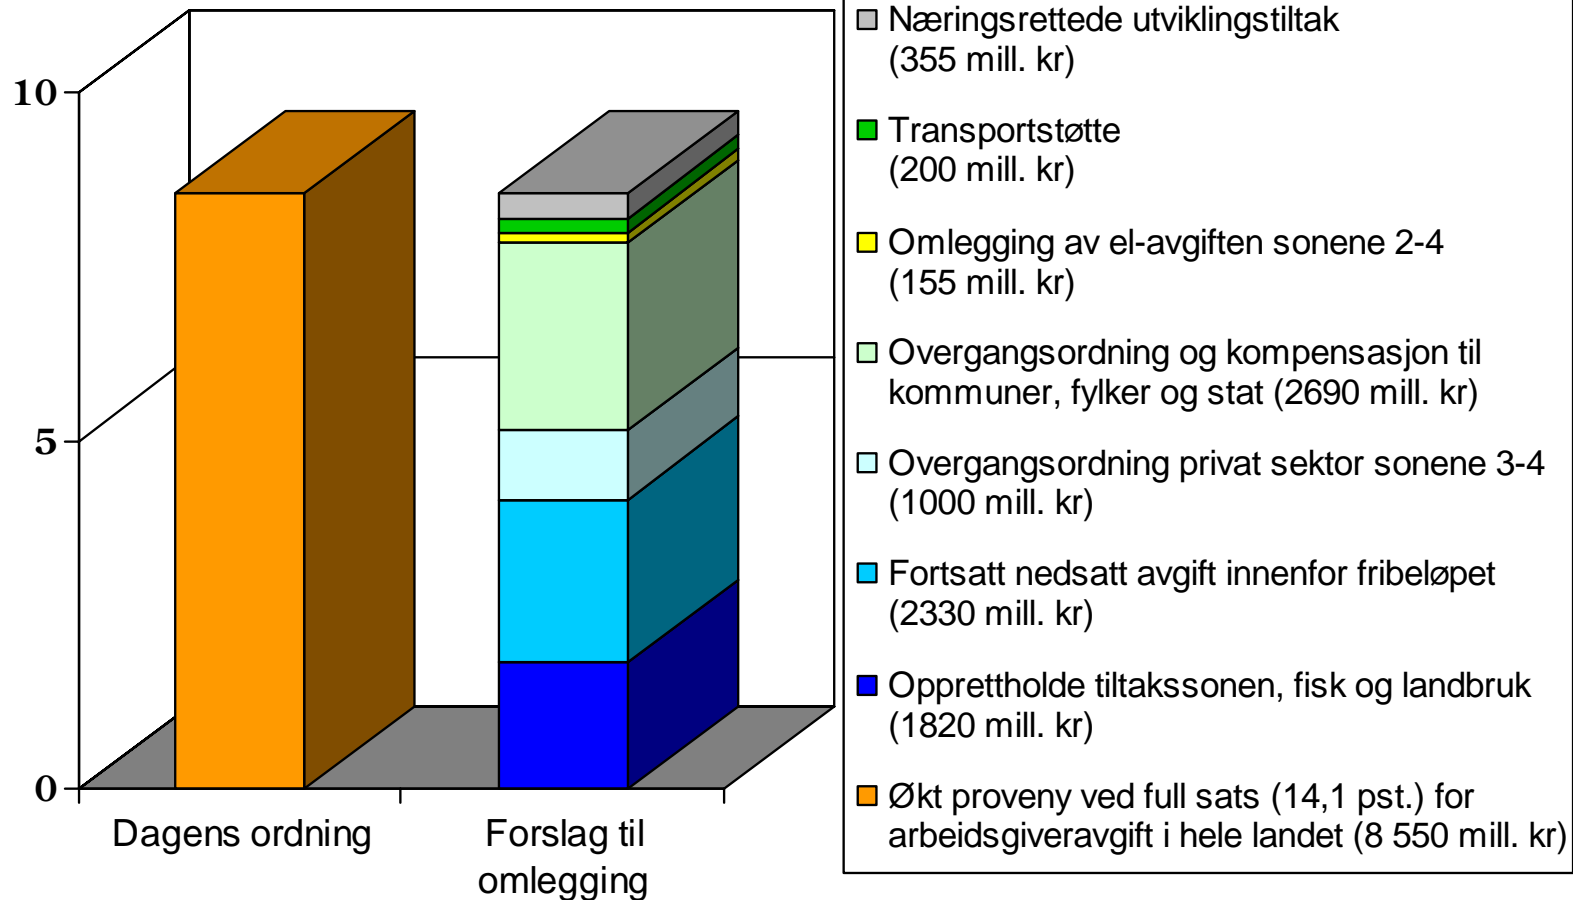 10
5
0
Dagens ordning
Forslag til
omlegging
Næringsrettede utviklingstiltak
(355 mill. kr)
Transportstøtte
(200 mill. kr)
Omlegging av el-avgiften sonene 2-4
(155 mill. kr)
Overgangsordning og kompensasjon til
kommuner, fylker og stat (2690 mill. kr)
Overgangsordning privat sektor sonene 3-4
(1000 mill. kr)
Fortsatt nedsatt avgift innenfor fribeløpet
(2330 mill. kr)
Opprettholde tiltakssonen, fisk og landbruk
(1820 mill. kr)
Økt proveny ved full sats (14,1 pst.) for
arbeidsgiveravgift i hele landet (8 550 mill. kr)